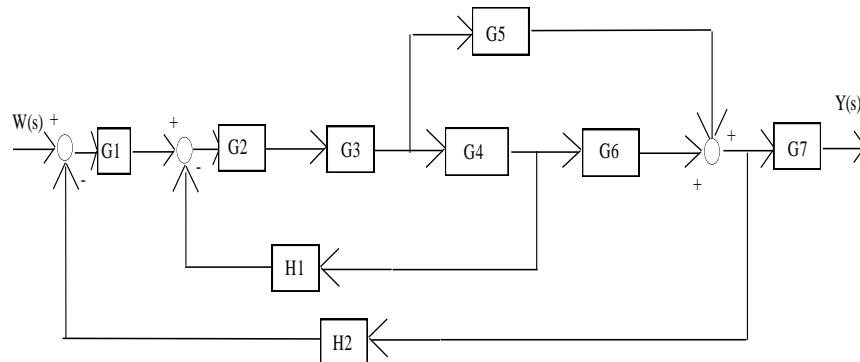 G5
W(s) + + Y(s)
G1 G2 G3 G4 G6 + G7
- - +
H1
H2